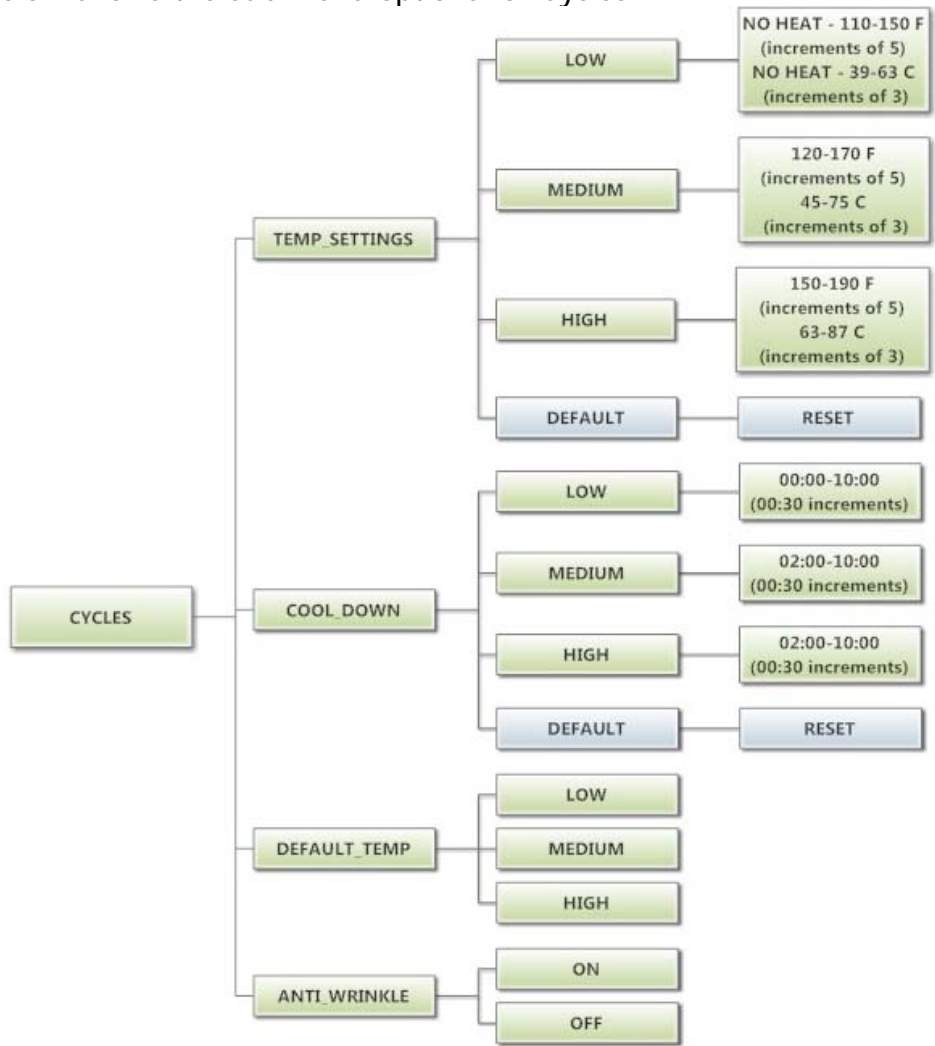 LOW
NO HEAT - 110-150 F
(increments of 5)
NO HEAT - 39-63 C
(increments of 3)
MEDIUM
120-170 F
(increments of 5)
45-75 C
(increments of 3)
TEMP_SETTINGS
HIGH
150-190 F
(increments of 5)
63-87 C
(increments of 3)
DEFAULT
RESET
LOW
00:00-10:00
(00:30 increments)
MEDIUM
02:00-10:00
(00:30 increments)
CYCLES
COOL_DOWN
HIGH
02:00-10:00
(00:30 increments)
DEFAULT
RESET
LOW
DEFAULT_TEMP
MEDIUM
HIGH
ON
ANTI_WRINKLE
OFF